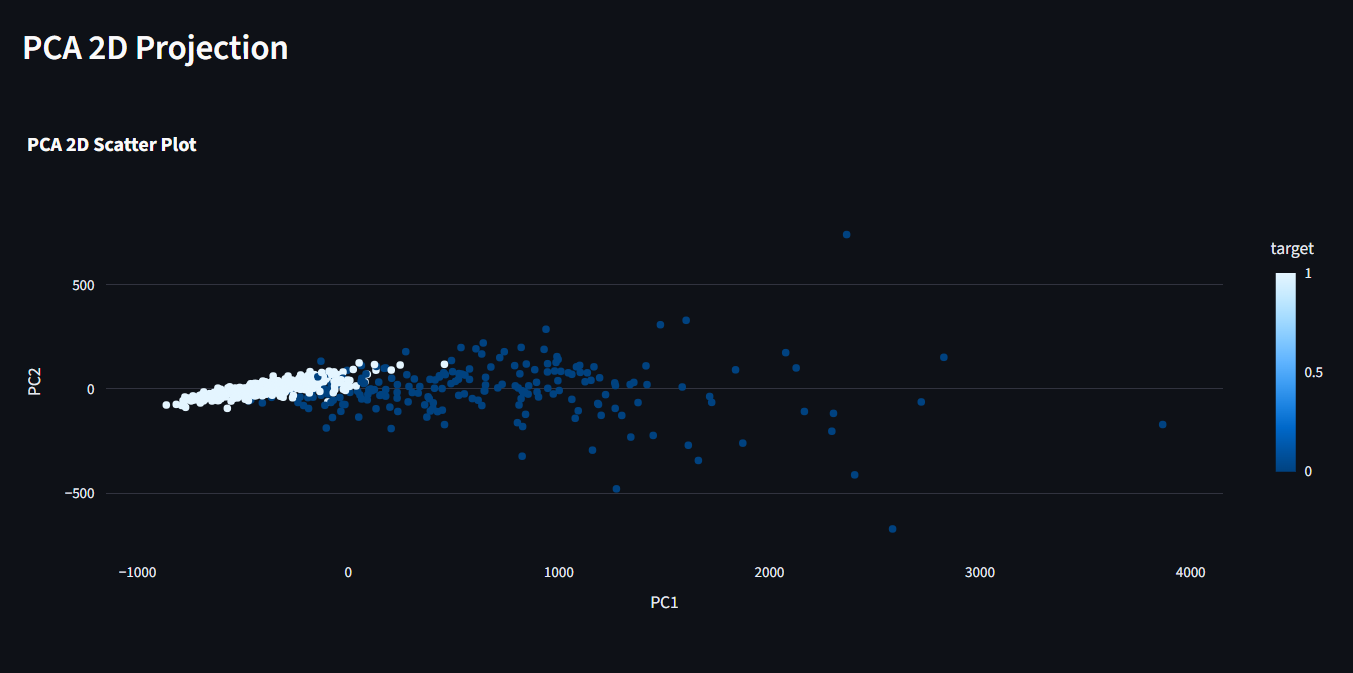 PCA 2D Projection
PCA 2D Scatter Plot
target
1
0.5
0
500
0
−500
PC2
−1000
0
1000
2000
3000
4000
PC1